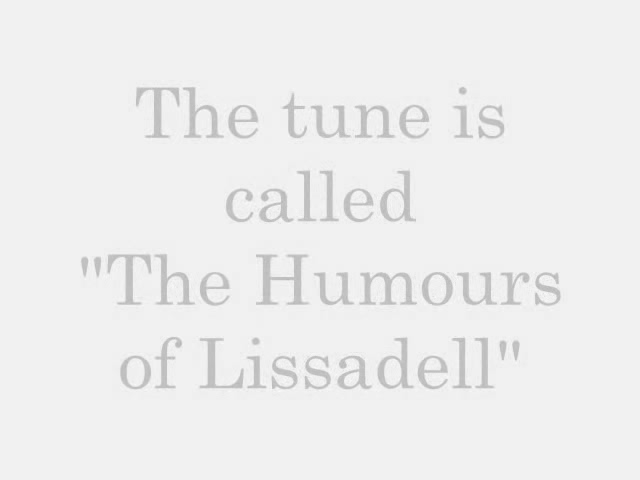 The tune is
called
"The Humours
of Lissadell"